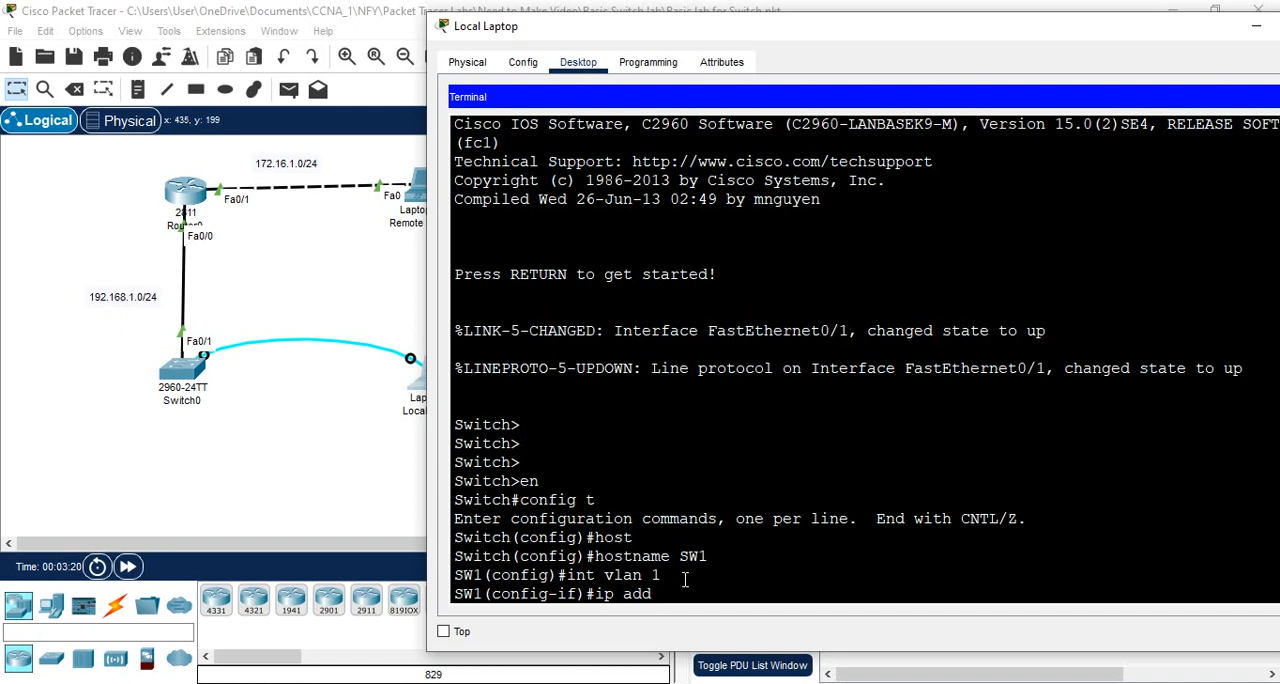 Cisco Packet Tracer - C:\Users\User\OneDrive\Documents\CCNA_1\NFY\Packet Tracer Labs\Need to Make Video\Basic Switch lab\Basic lab for Switch.pkt
File Edit Options View Tools Extensions Window Help
Logical Physical x: 435, y: 199
172.16.1.0/24
Fa0/1
Fa0
2811
Router0
Fa0/0
Laptop
Remote
192.168.1.0/24
Fa0/1
2960-24TT
Switch0
Local
Time: 00:03:20
4331 4321 1941 2901 2911 819IOX
829
Local Laptop
Physical Config Desktop Programming Attributes
Terminal
Cisco IOS Software, C2960 Software (C2960-LANBASEK9-M), Version 15.0(2)SE4, RELEASE SOFT
(fc1)
Technical Support: http://www.cisco.com/techsupport
Copyright (c) 1986-2013 by Cisco Systems, Inc.
Compiled Wed 26-Jun-13 02:49 by mnguyen
Press RETURN to get started!
%LINK-5-CHANGED: Interface FastEthernet0/1, changed state to up
%LINEPROTO-5-UPDOWN: Line protocol on Interface FastEthernet0/1, changed state to up
Switch>
Switch>
Switch>
Switch>en
Switch#config t
Enter configuration commands, one per line.  End with CNTL/Z.
Switch(config)#host
Switch(config)#hostname SW1
SW1(config)#int vlan 1
SW1(config-if)#ip add
Top
Toggle PDU List Window